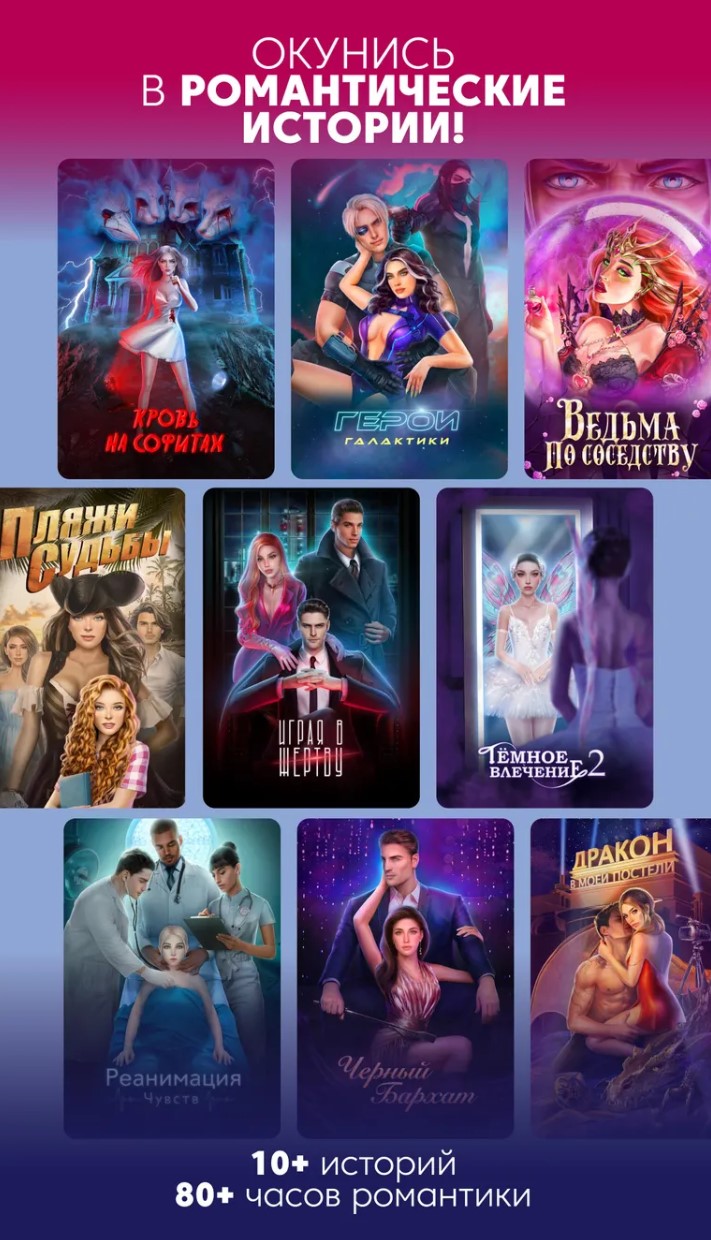 ОКУНИСЬ
В РОМАНТИЧЕСКИЕ
ИСТОРИИ!
КРОВЬ
НА СОФИТАХ
ГЕРОИ
ГАЛАКТИКИ
ВЕДЬМА
ПО СОСЕДСТВУ
ПЛЯЖИ
СУДЬБЫ
ИГРАЯ В
ЖЕРТВУ
ТЁМНОЕ
ВЛЕЧЕНИЕ 2
Реанимация
Чувств
Черный
Бархат
ДРАКОН
В МОЕЙ ПОСТЕЛИ
10+ историй
80+ часов романтики